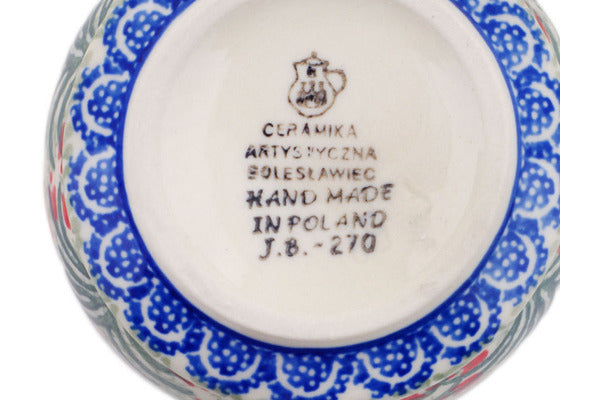 CERAMIKA
ARTYSTYCZNA
BOLESŁAWIEC
HAND MADE
IN POLAND
J.B.-270